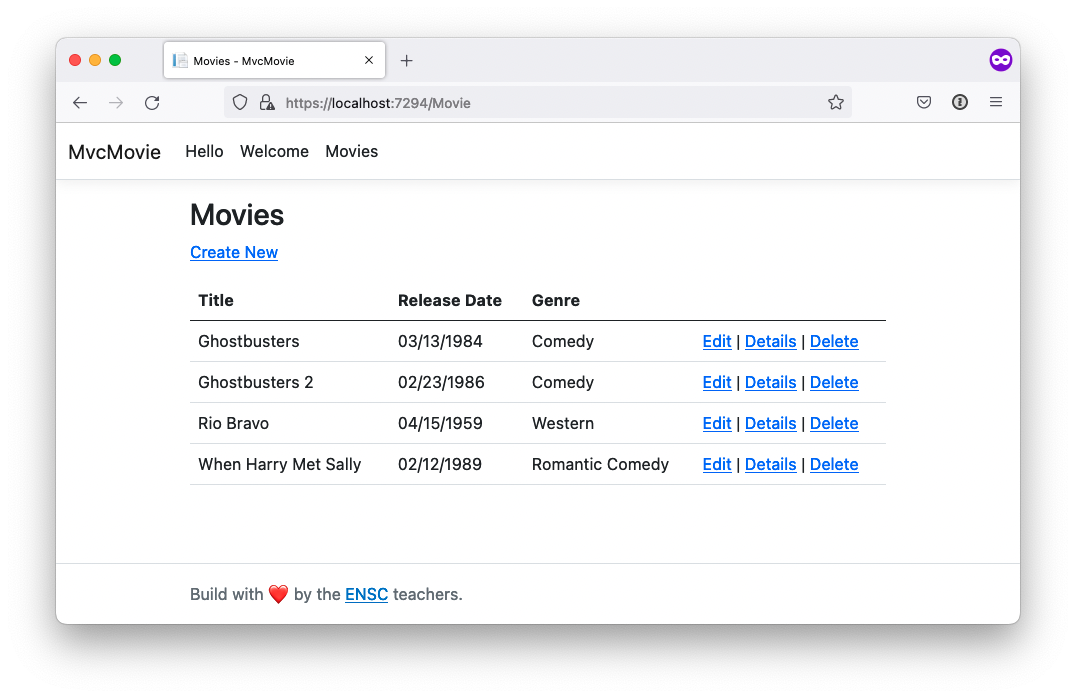 Movies - MvcMovie
https://localhost:7294/Movie
MvcMovie Hello Welcome Movies
Movies
Create New
Title Release Date Genre
Ghostbusters 03/13/1984 Comedy Edit | Details | Delete
Ghostbusters 2 02/23/1986 Comedy Edit | Details | Delete
Rio Bravo 04/15/1959 Western Edit | Details | Delete
When Harry Met Sally 02/12/1989 Romantic Comedy Edit | Details | Delete
Build with ❤️ by the ENSC teachers.